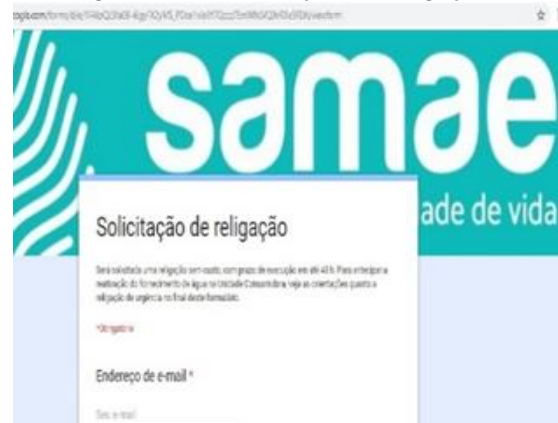 samae
ade de vida
Solicitação de religação
Será solicitada uma religação sem custo, com prazo de execução em até 48 h. Para antecipar a
reativação do fornecimento de água na Unidade Consumidora, veja as orientações quanto a
religação de urgência no final deste formulário.
*Obrigatório
Endereço de e-mail *
Seu e-mail